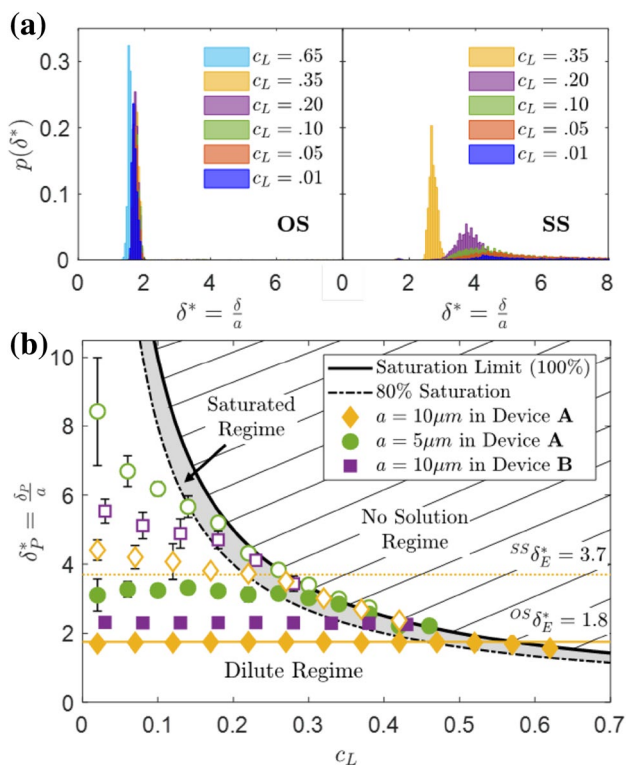 (a)
0.3
0.2
0.1
0
p(δ*)
c_L = .65
c_L = .35
c_L = .20
c_L = .10
c_L = .05
c_L = .01
OS
0 2 4 6
δ* = δ/a
c_L = .35
c_L = .20
c_L = .10
c_L = .05
c_L = .01
SS
0 2 4 6 8
δ* = δ/a
(b)
10
8
6
4
2
0
δ*_P = δ_P/a
Saturation Limit (100%)
80% Saturation
a = 10μm in Device A
a = 5μm in Device A
a = 10μm in Device B
Saturated
Regime
No Solution
Regime
^SSδ*_E = 3.7
^OSδ*_E = 1.8
Dilute Regime
0 0.1 0.2 0.3 0.4 0.5 0.6 0.7
c_L